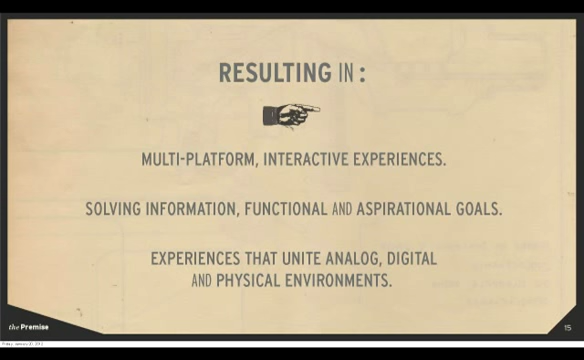 RESULTING IN :
MULTI-PLATFORM, INTERACTIVE EXPERIENCES.
SOLVING INFORMATION, FUNCTIONAL AND ASPIRATIONAL GOALS.
EXPERIENCES THAT UNITE ANALOG, DIGITAL
AND PHYSICAL ENVIRONMENTS.
the Premise
15